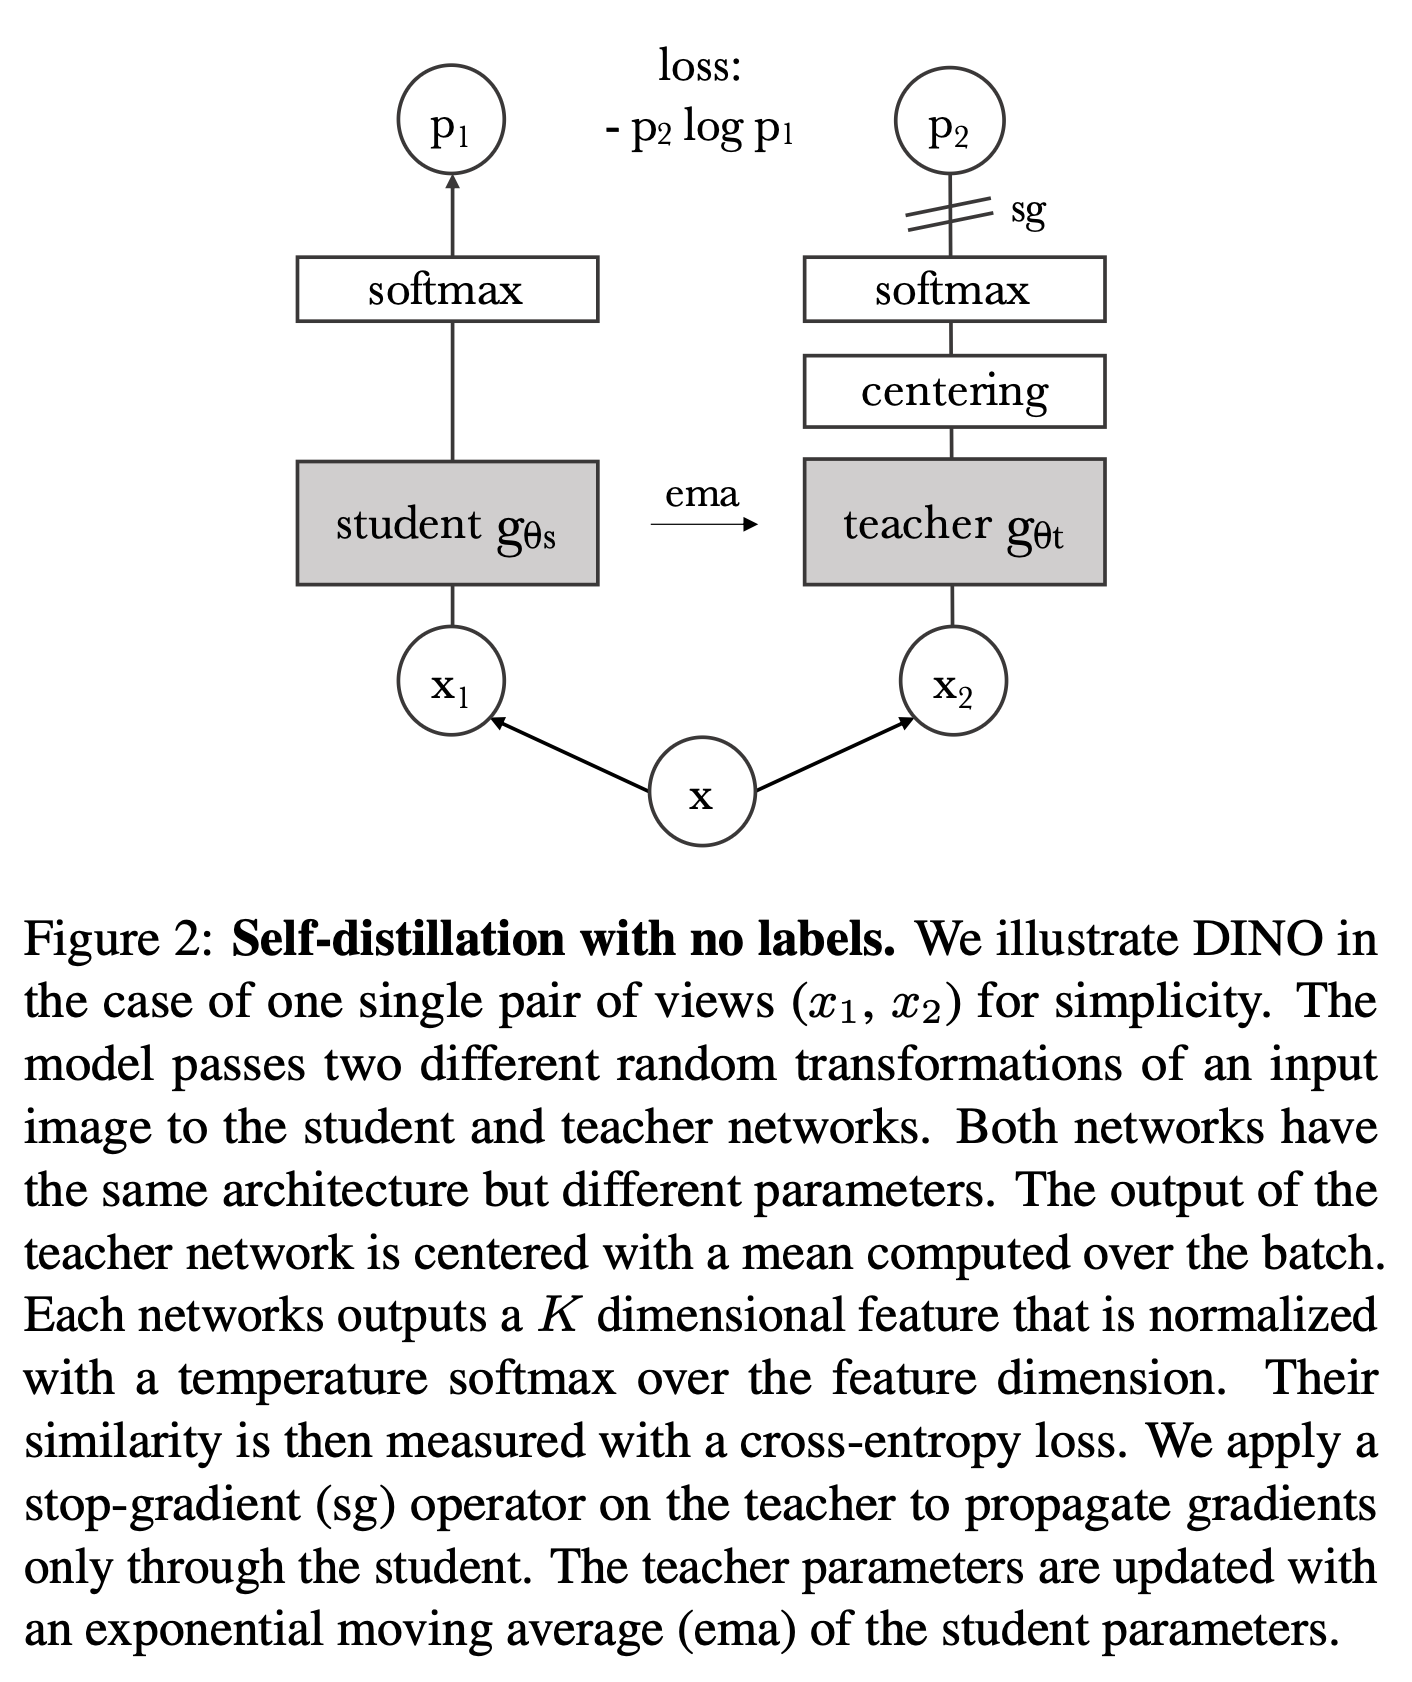 loss:
p₁ - p₂ log p₁ p₂
sg
softmax softmax
centering
student gθs ema teacher gθt
x₁ x₂
x
Figure 2: Self-distillation with no labels. We illustrate DINO in
the case of one single pair of views (x₁, x₂) for simplicity. The
model passes two different random transformations of an input
image to the student and teacher networks. Both networks have
the same architecture but different parameters. The output of the
teacher network is centered with a mean computed over the batch.
Each networks outputs a K dimensional feature that is normalized
with a temperature softmax over the feature dimension. Their
similarity is then measured with a cross-entropy loss. We apply a
stop-gradient (sg) operator on the teacher to propagate gradients
only through the student. The teacher parameters are updated with
an exponential moving average (ema) of the student parameters.